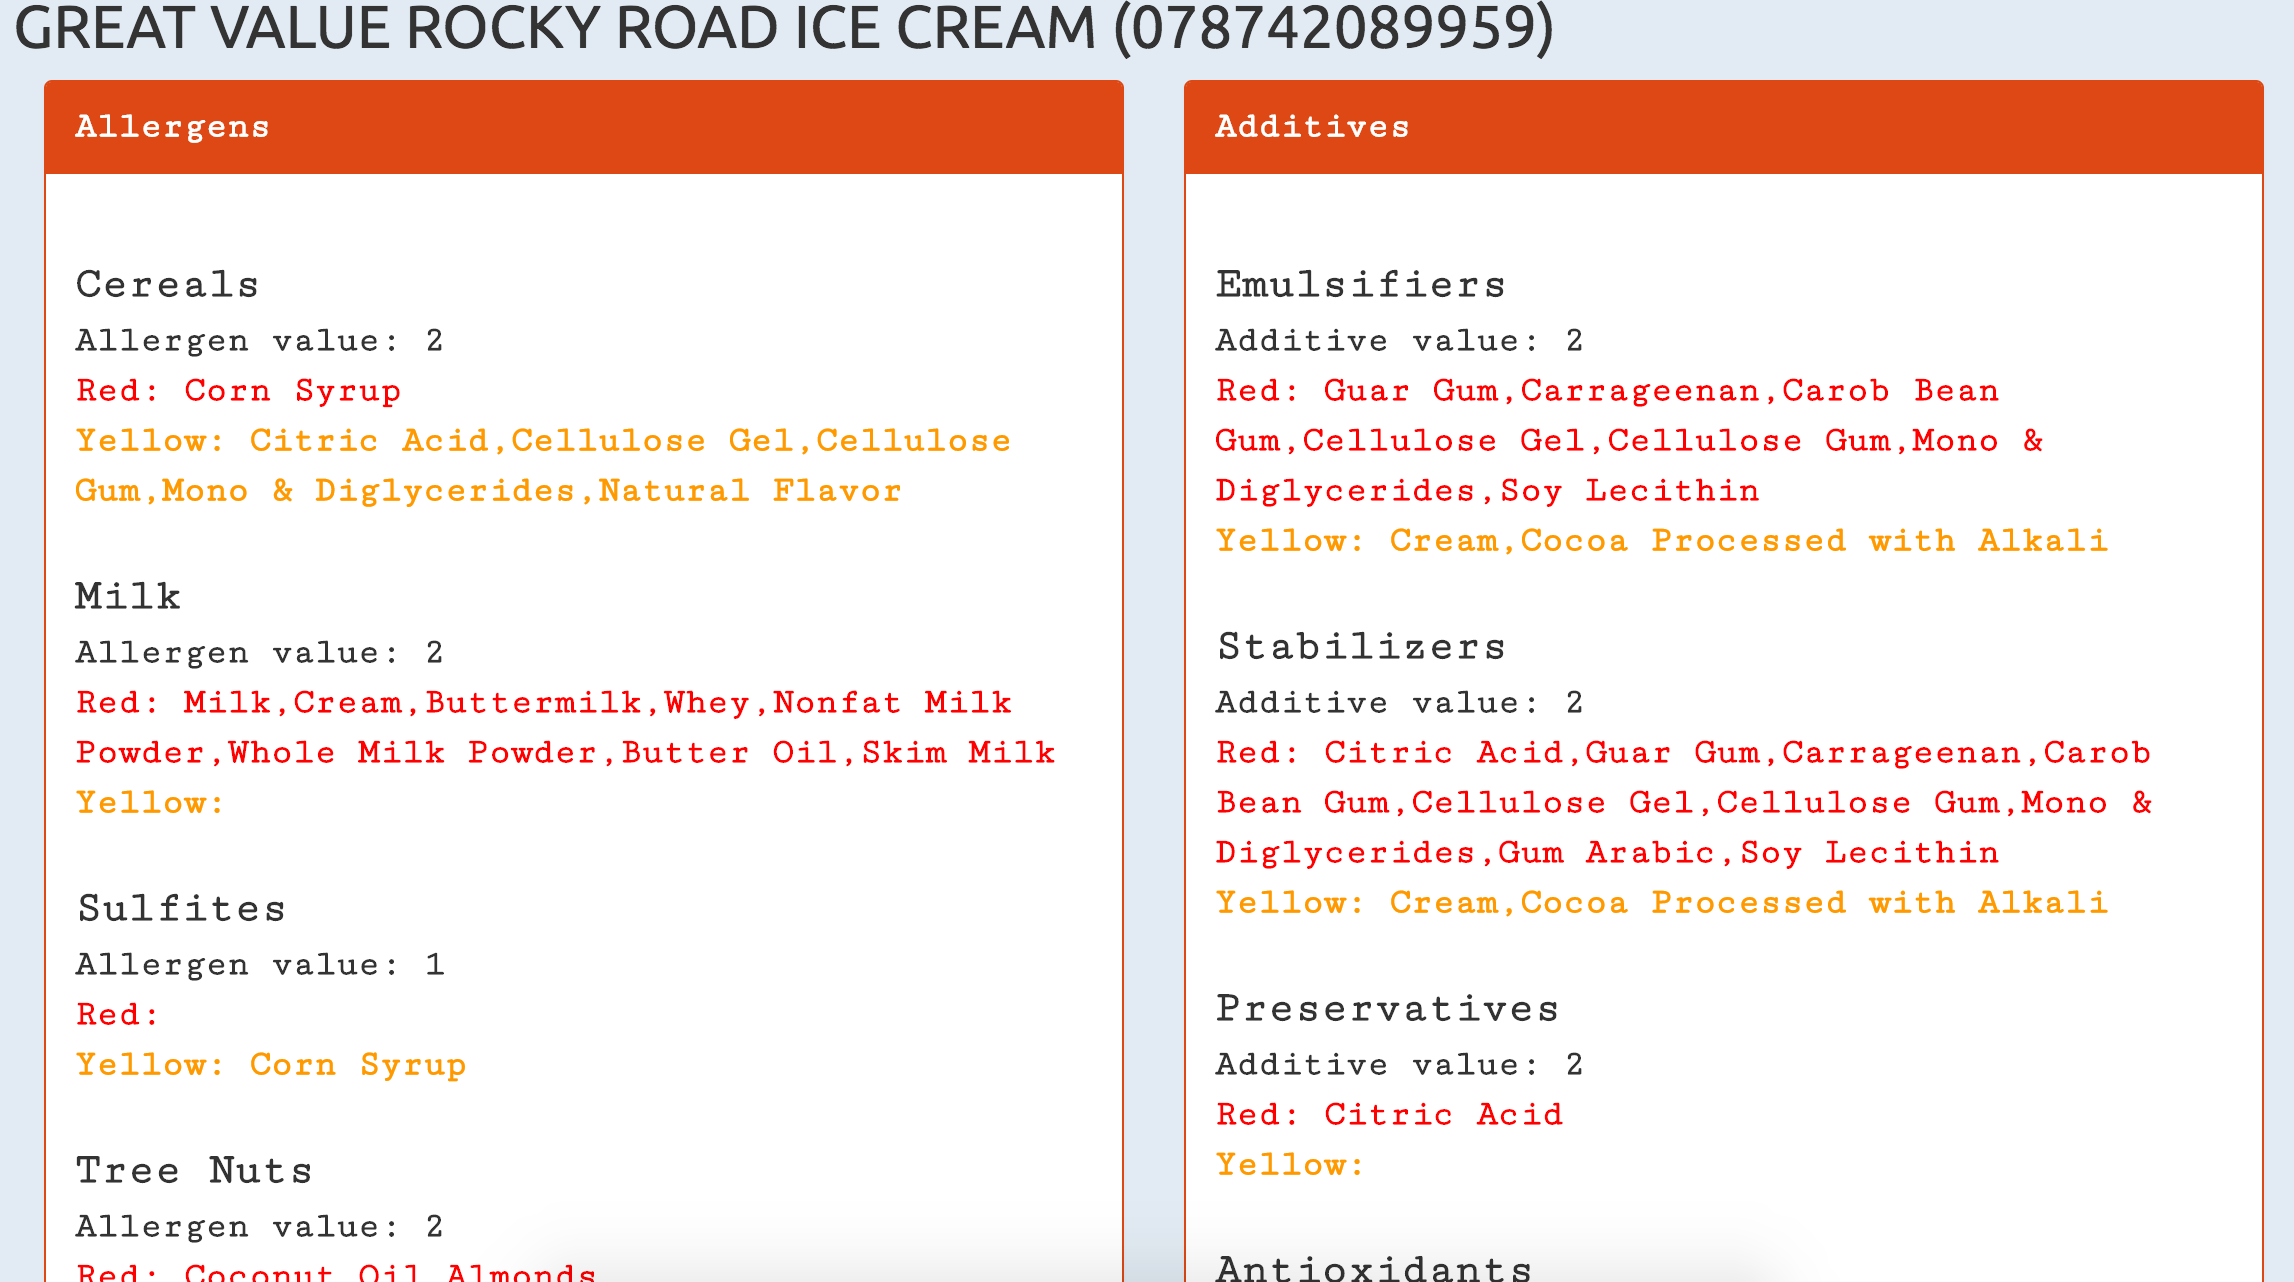 GREAT VALUE ROCKY ROAD ICE CREAM (078742089959)
Allergens
Cereals
Allergen value: 2
Red: Corn Syrup
Yellow: Citric Acid,Cellulose Gel,Cellulose
Gum,Mono & Diglycerides,Natural Flavor
Milk
Allergen value: 2
Red: Milk,Cream,Buttermilk,Whey,Nonfat Milk
Powder,Whole Milk Powder,Butter Oil,Skim Milk
Yellow:
Sulfites
Allergen value: 1
Red:
Yellow: Corn Syrup
Tree Nuts
Allergen value: 2
Red: Coconut Oil,Almonds
Additives
Emulsifiers
Additive value: 2
Red: Guar Gum,Carrageenan,Carob Bean
Gum,Cellulose Gel,Cellulose Gum,Mono &
Diglycerides,Soy Lecithin
Yellow: Cream,Cocoa Processed with Alkali
Stabilizers
Additive value: 2
Red: Citric Acid,Guar Gum,Carrageenan,Carob
Bean Gum,Cellulose Gel,Cellulose Gum,Mono &
Diglycerides,Gum Arabic,Soy Lecithin
Yellow: Cream,Cocoa Processed with Alkali
Preservatives
Additive value: 2
Red: Citric Acid
Yellow:
Antioxidants